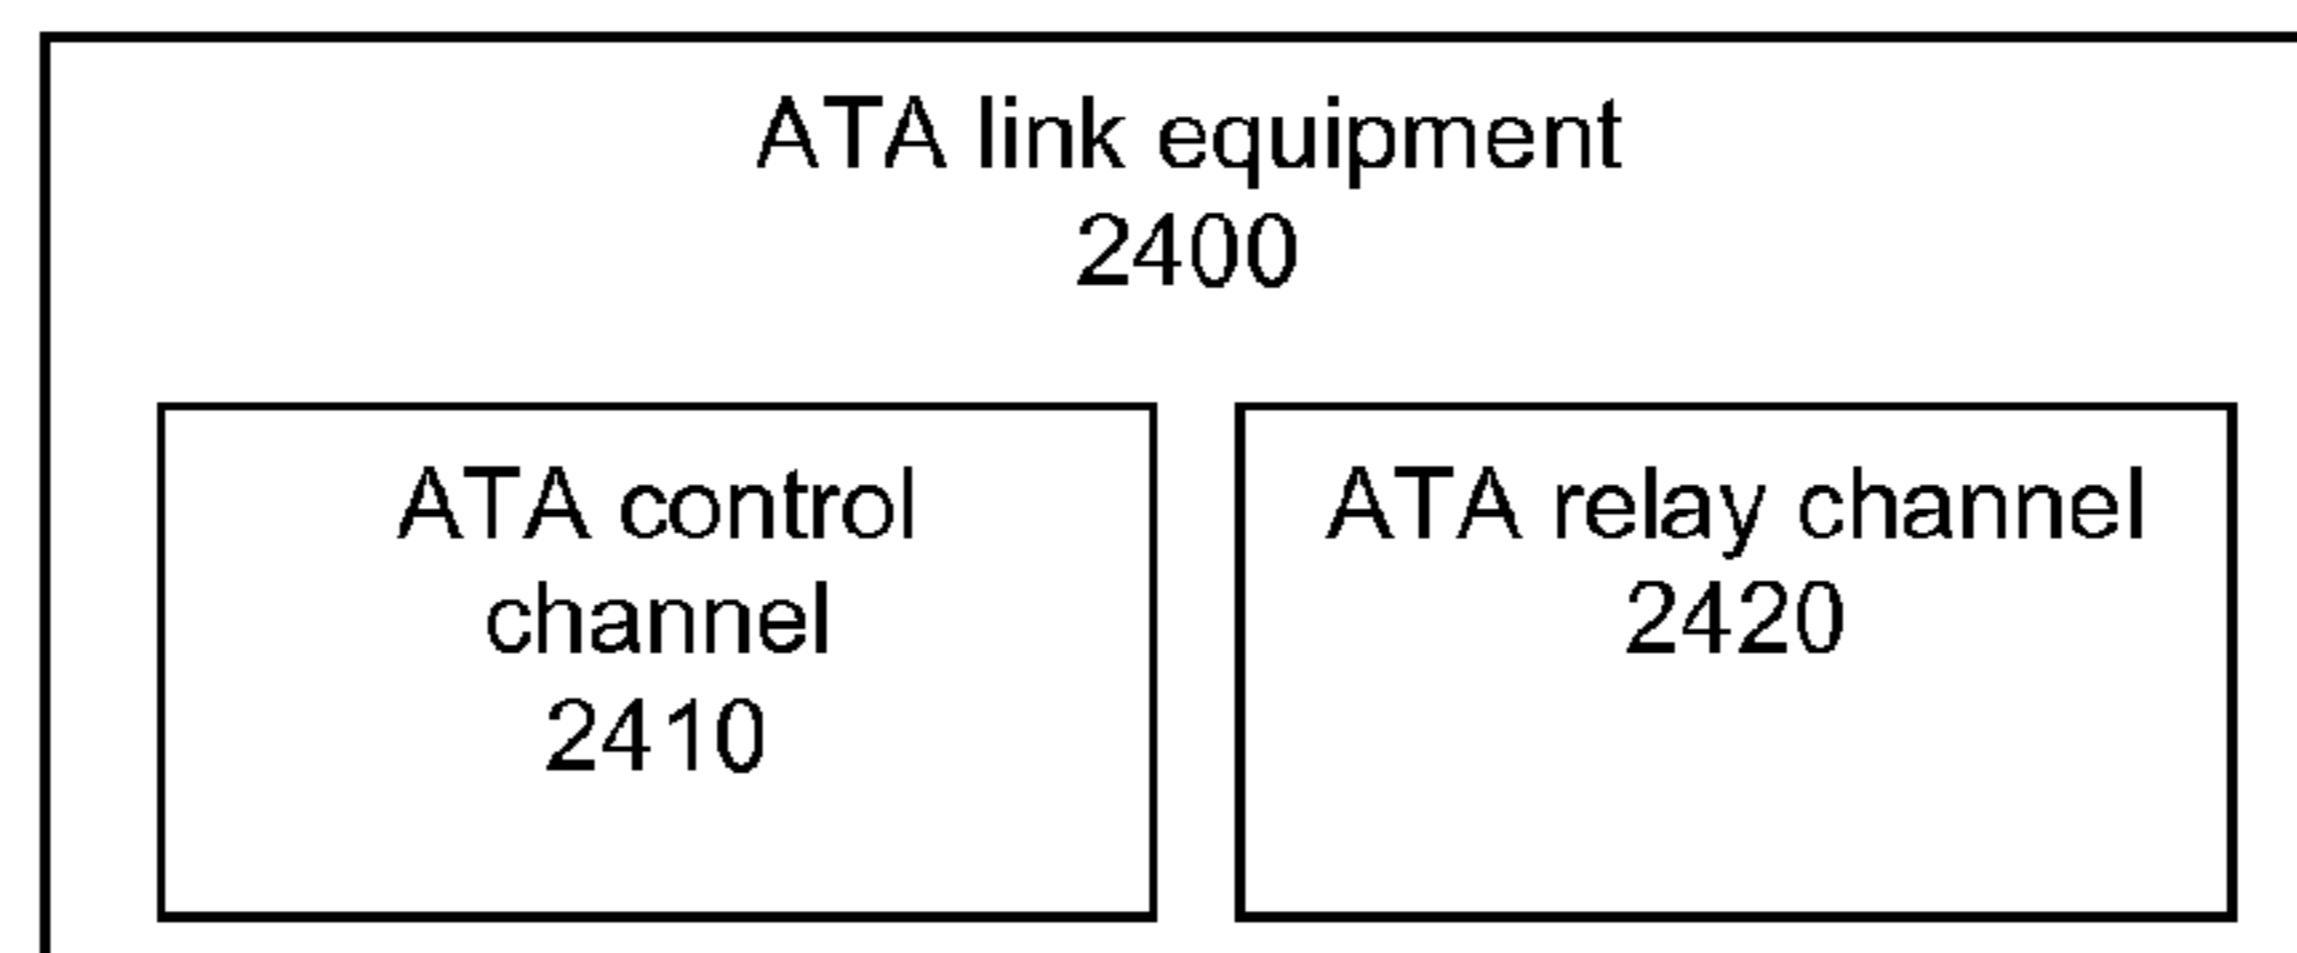 ATA link equipment
2400
ATA control
channel
2410
ATA relay channel
2420